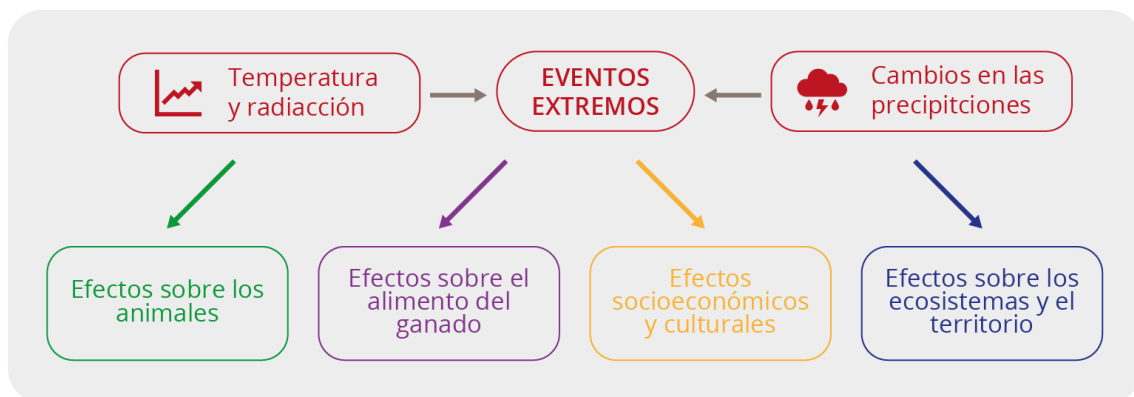 Temperatura
y radiacción
EVENTOS
EXTREMOS
Cambios en las
precipitciones
Efectos sobre los
animales
Efectos sobre el
alimento del
ganado
Efectos
socioeconómicos
y culturales
Efectos sobre los
ecosistemas y el
territorio